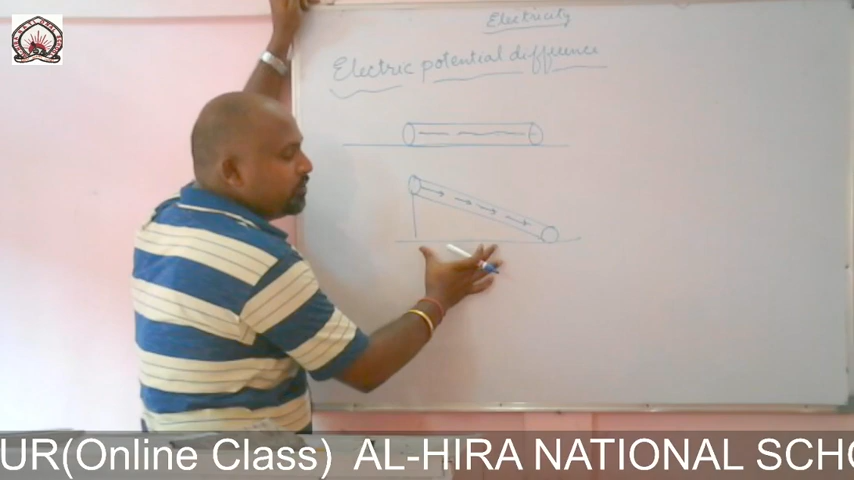 Electricity
Electric potential difference
UR(Online Class) AL-HIRA NATIONAL SCHO